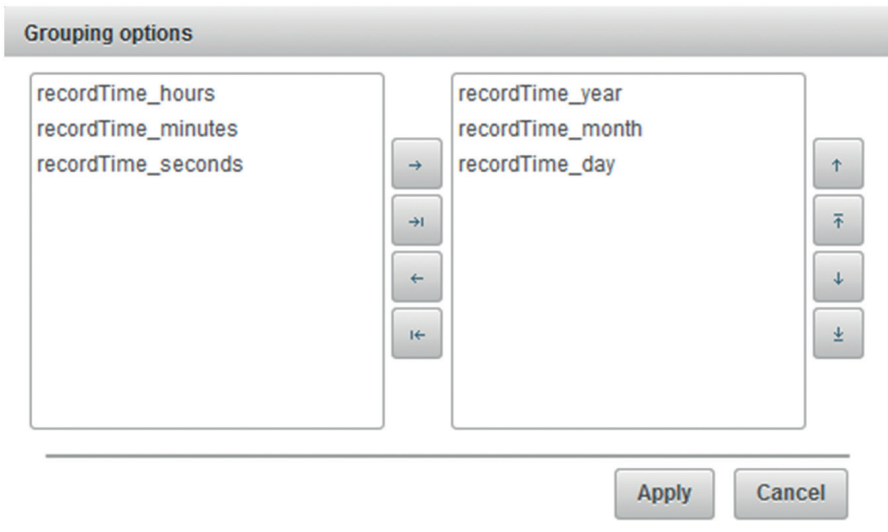 Grouping options
recordTime_hours
recordTime_minutes
recordTime_seconds
recordTime_year
recordTime_month
recordTime_day
Apply
Cancel